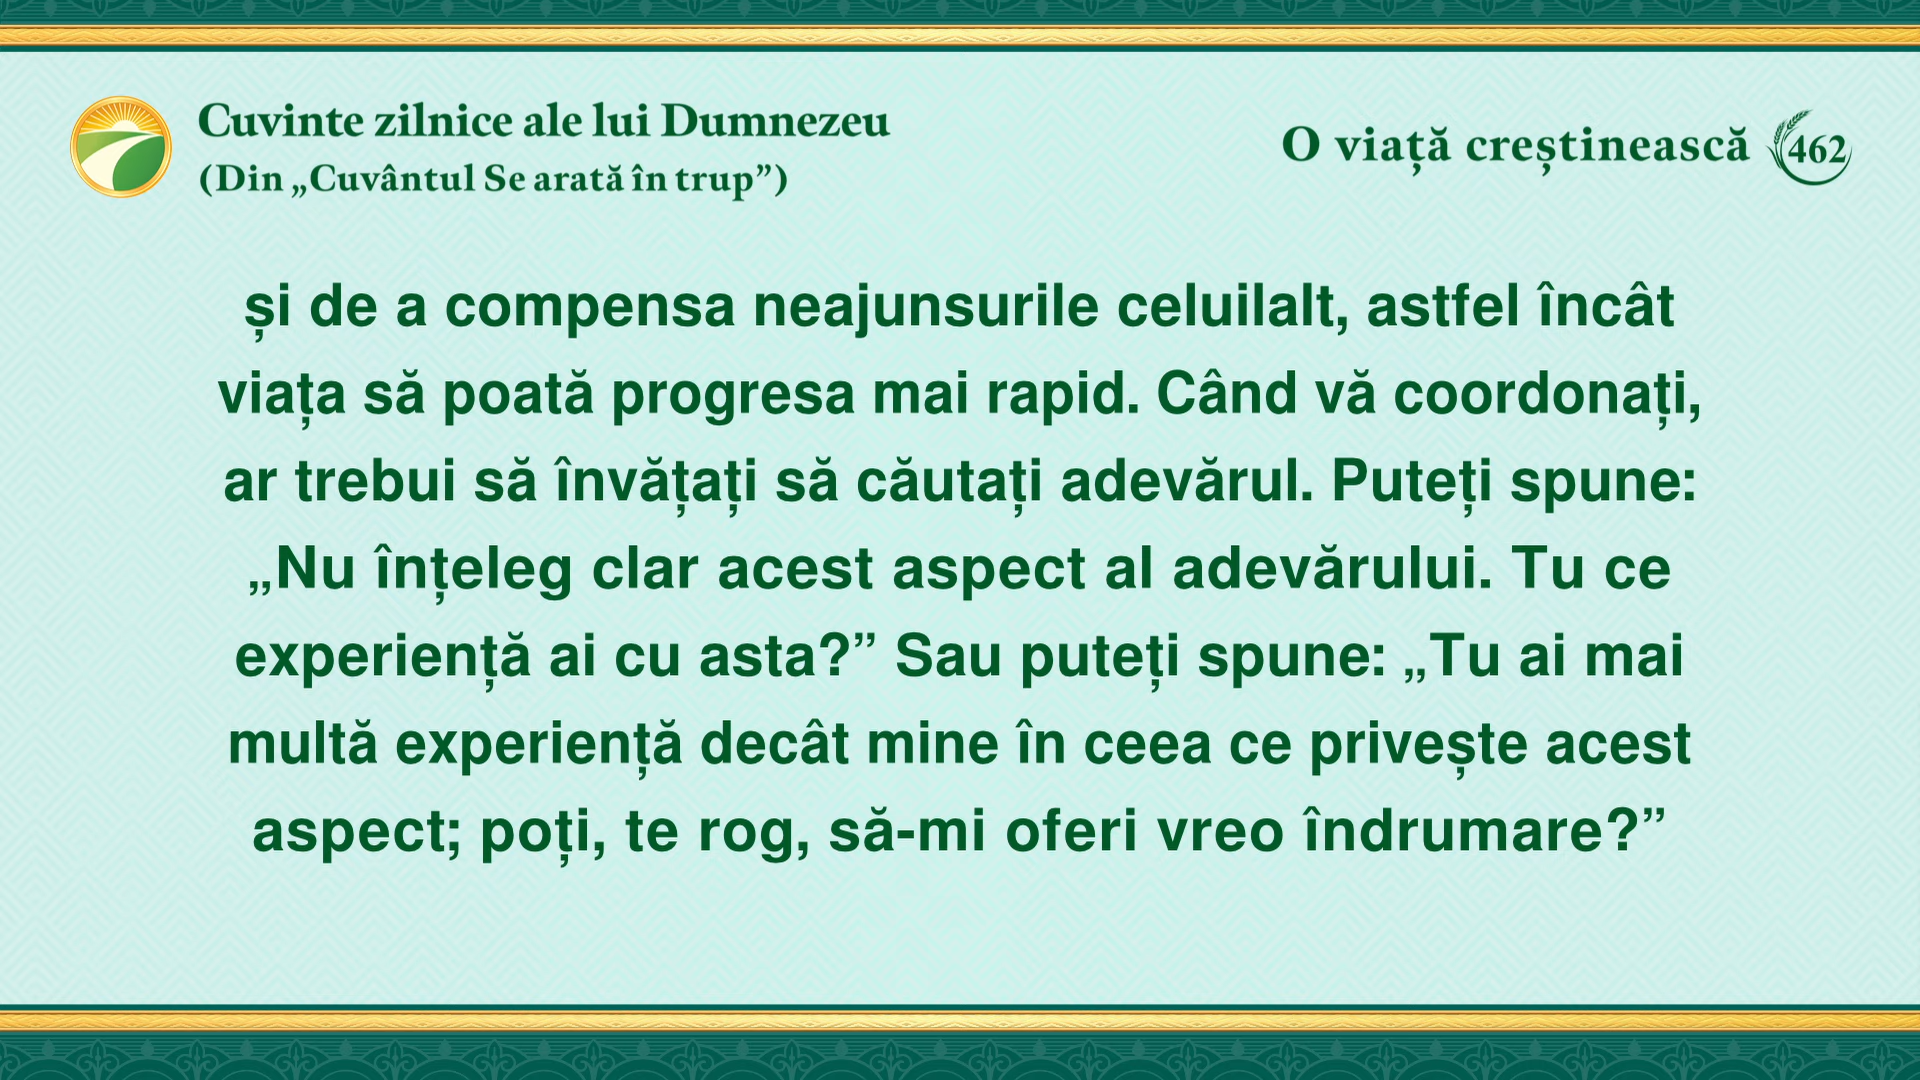 Cuvinte zilnice ale lui Dumnezeu
(Din „Cuvântul Se arată în trup”)
O viață creștinească 462
și de a compensa neajunsurile celuilalt, astfel încât
viața să poată progresa mai rapid. Când vă coordonați,
ar trebui să învățați să căutați adevărul. Puteți spune:
„Nu înțeleg clar acest aspect al adevărului. Tu ce
experiență ai cu asta?” Sau puteți spune: „Tu ai mai
multă experiență decât mine în ceea ce privește acest
aspect; poți, te rog, să-mi oferi vreo îndrumare?”